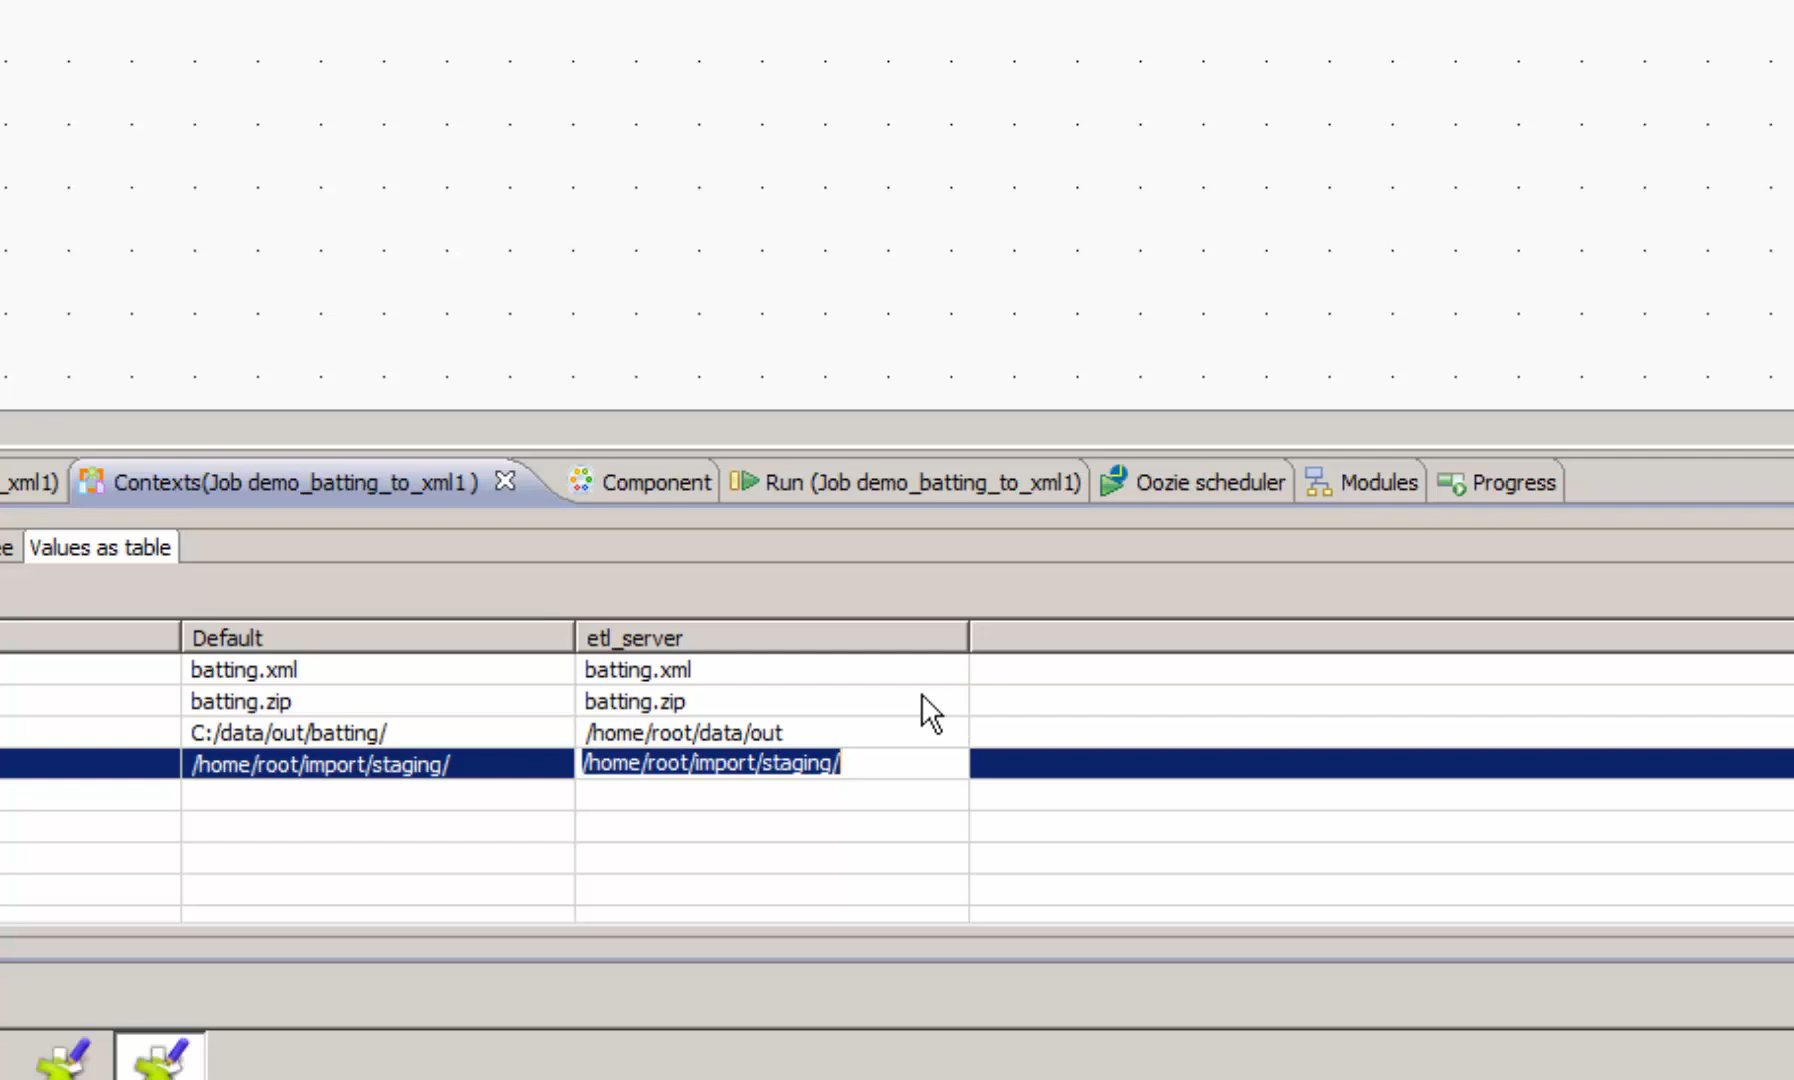 _xml1) Contexts(Job demo_batting_to_xml1 ) Component Run (Job demo_batting_to_xml1) Oozie scheduler Modules Progress
Values as table
Default etl_server
batting.xml batting.xml
batting.zip batting.zip
C:/data/out/batting/ /home/root/data/out
/home/root/import/staging/ /home/root/import/staging/